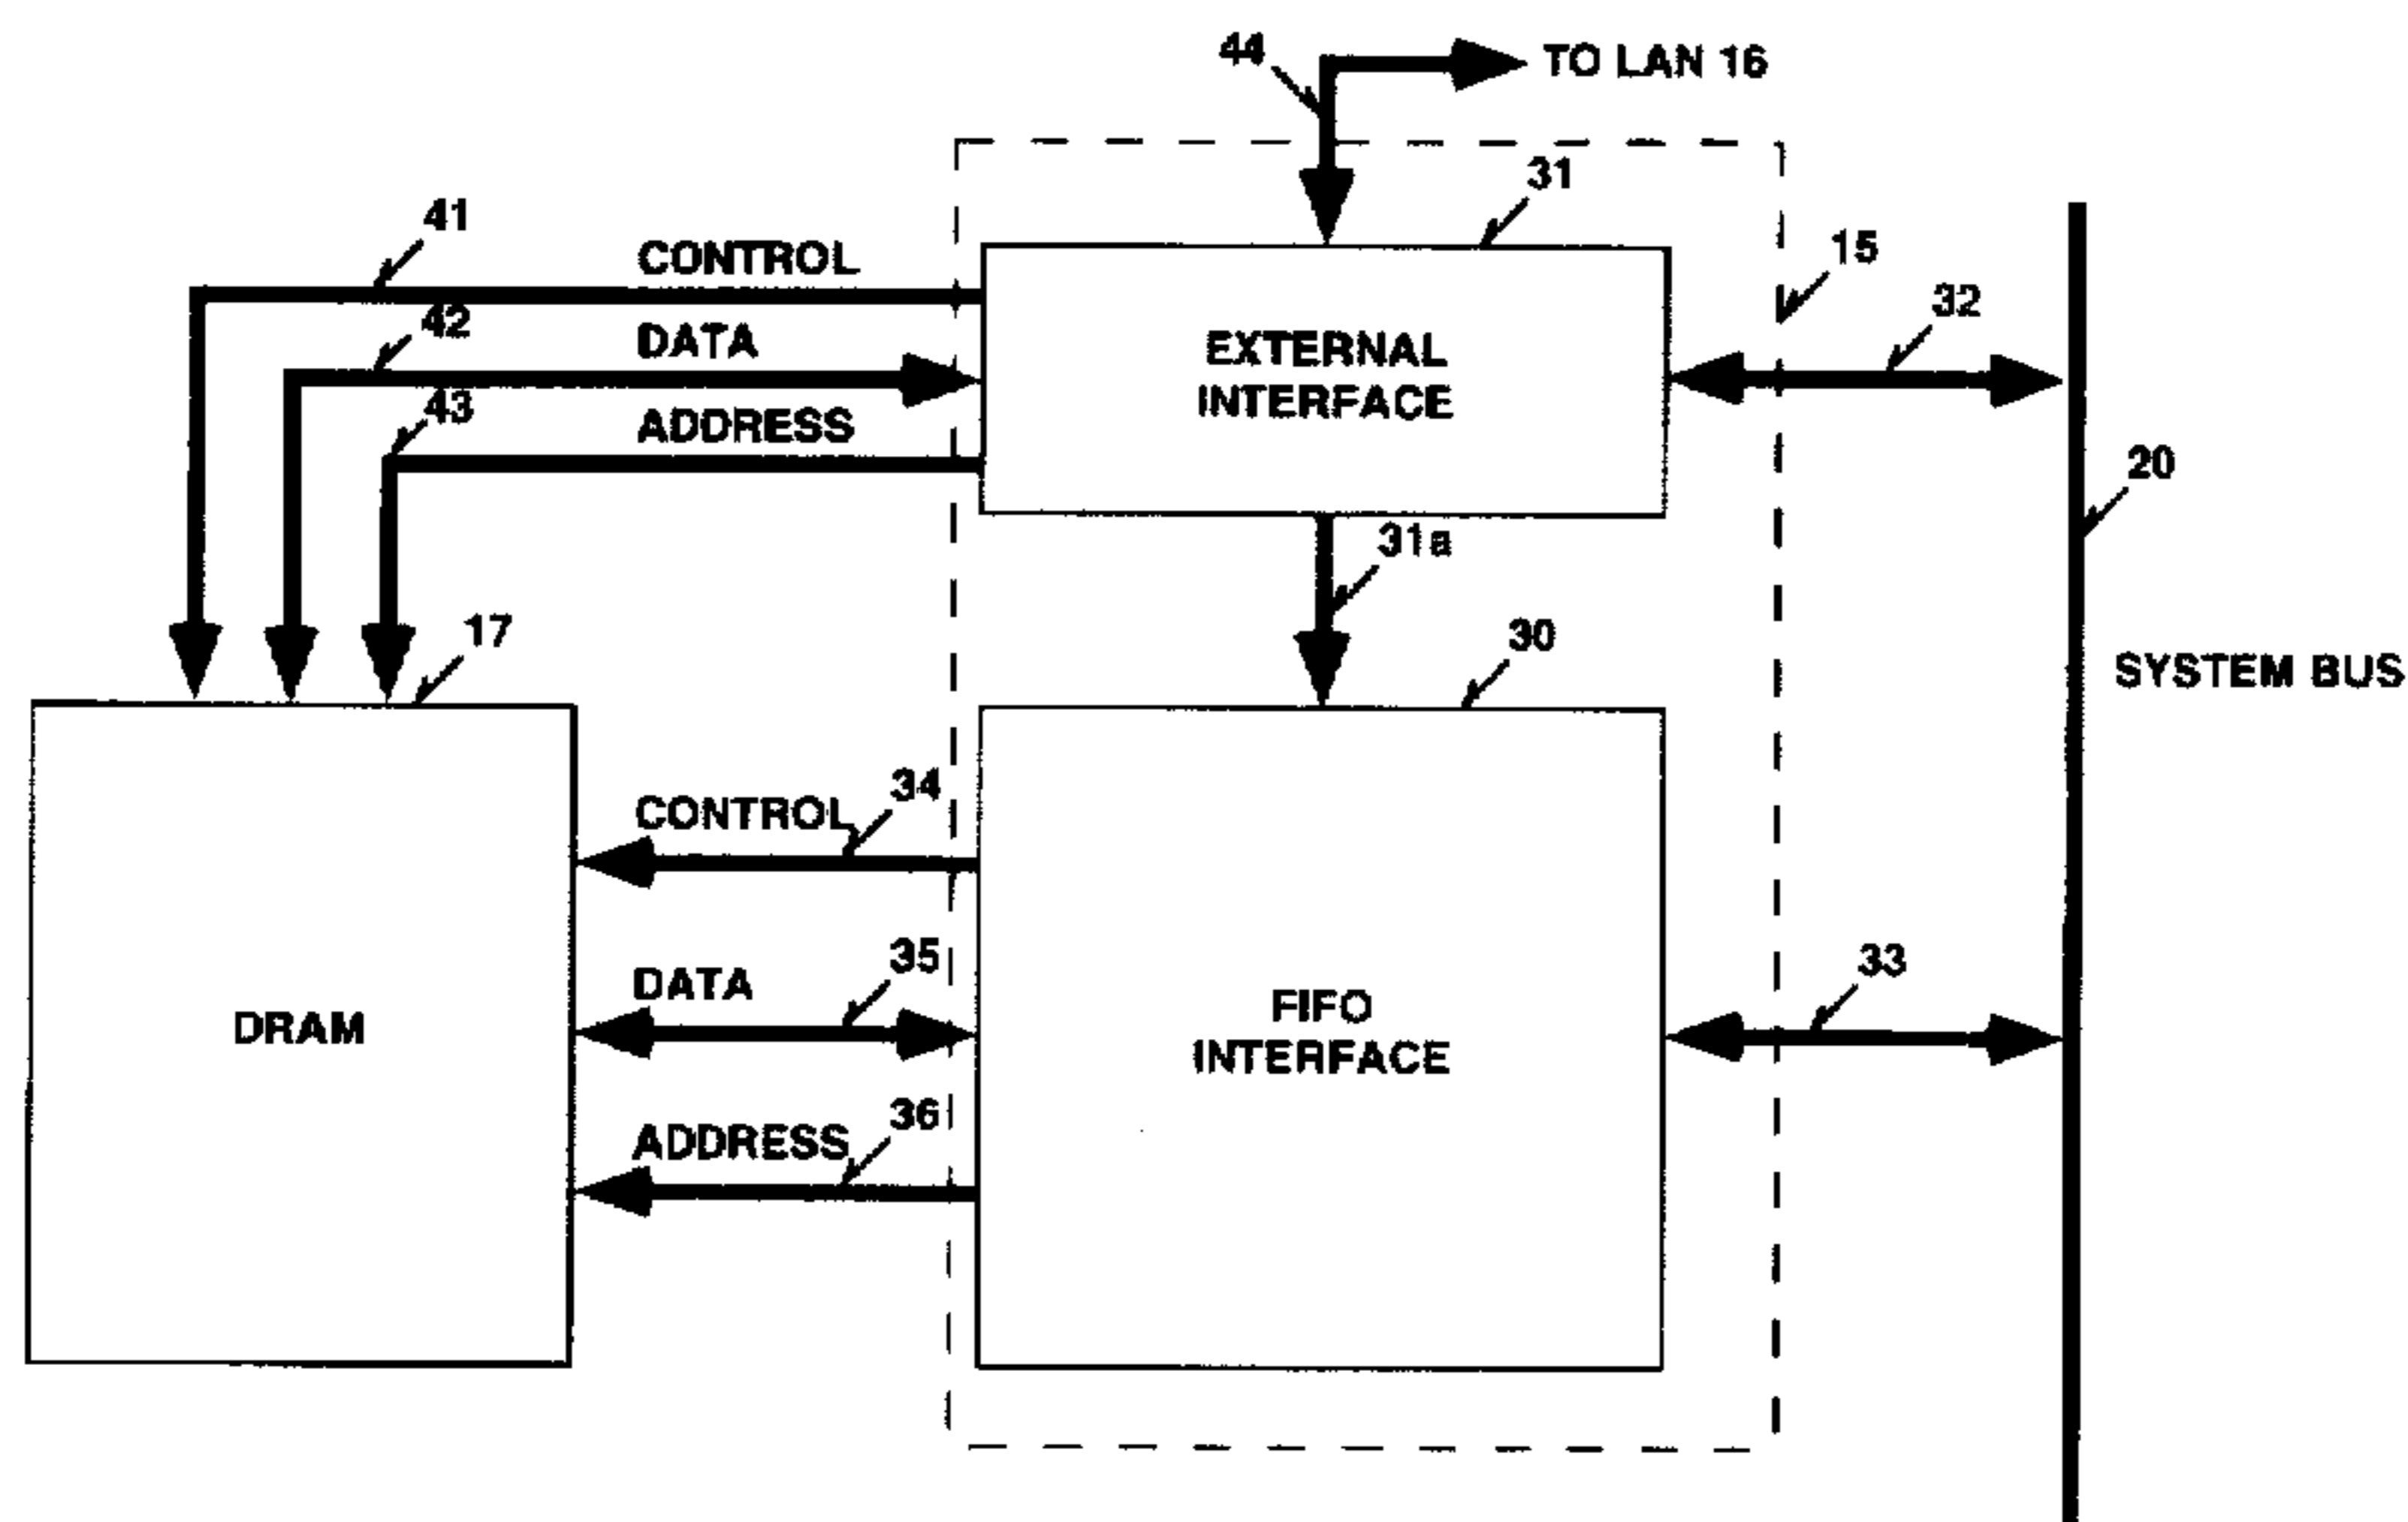 44
TO LAN 16
31
41
CONTROL
15
42
DATA
32
EXTERNAL
INTERFACE
43
ADDRESS
20
31a
17
30
SYSTEM BUS
34
CONTROL
35
DATA
33
DRAM
FIFO
INTERFACE
36
ADDRESS